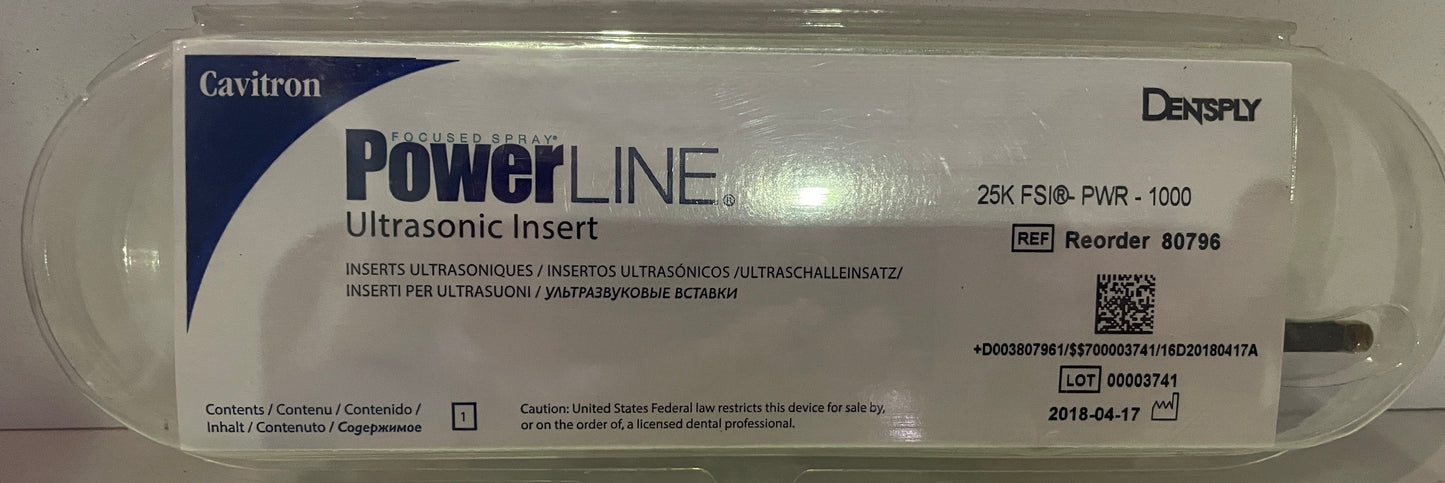 Cavitron
FOCUSED SPRAY®
PowerLINE®
Ultrasonic Insert
INSERTS ULTRASONIQUES / INSERTOS ULTRASÓNICOS /ULTRASCHALLEINSATZ/
INSERTI PER ULTRASUONI / УЛЬТРАЗВУКОВЫЕ ВСТАВКИ
Contents / Contenu / Contenido /
Inhalt / Contenuto / Содержимое
1
Caution: United States Federal law restricts this device for sale by,
or on the order of, a licensed dental professional.
DENTSPLY
25K FSI®- PWR - 1000
REF Reorder 80796
+D003807961/$$700003741/16D20180417A
LOT 00003741
2018-04-17